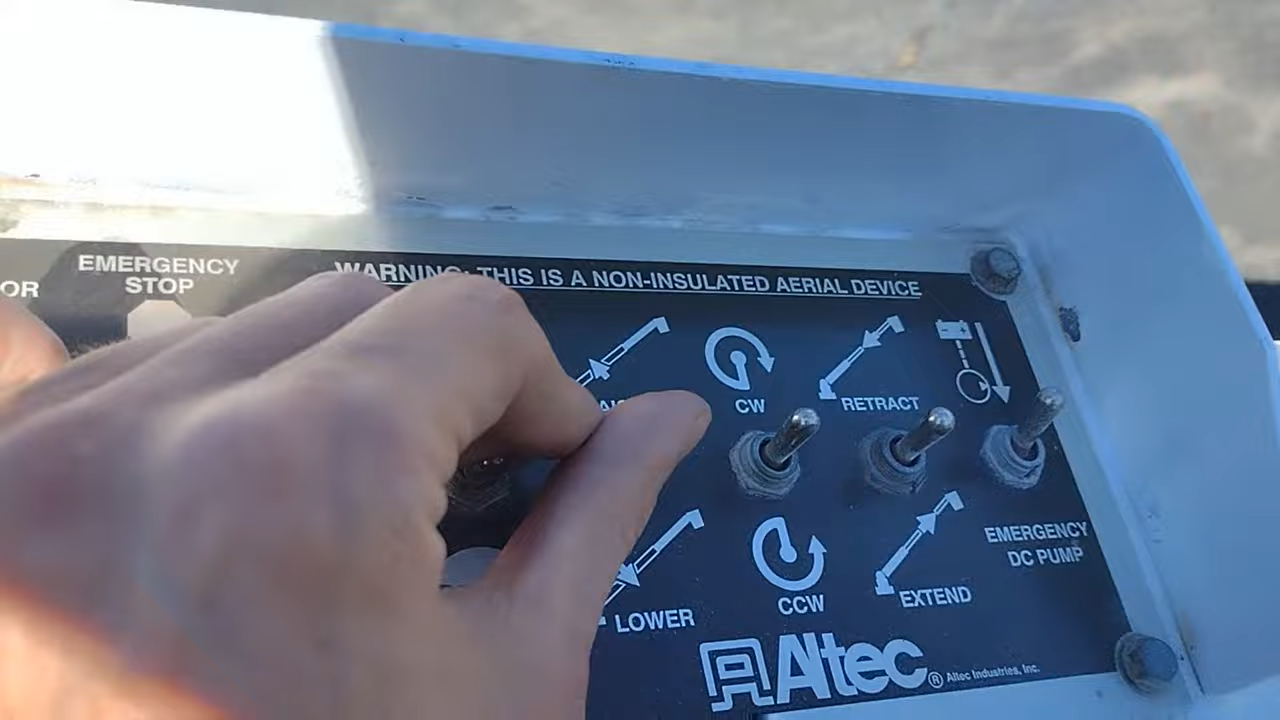 OR
EMERGENCY
STOP
WARNING: THIS IS A NON-INSULATED AERIAL DEVICE
CW
RETRACT
LOWER
CCW
EXTEND
EMERGENCY
DC PUMP
Altec ® Altec Industries, Inc.